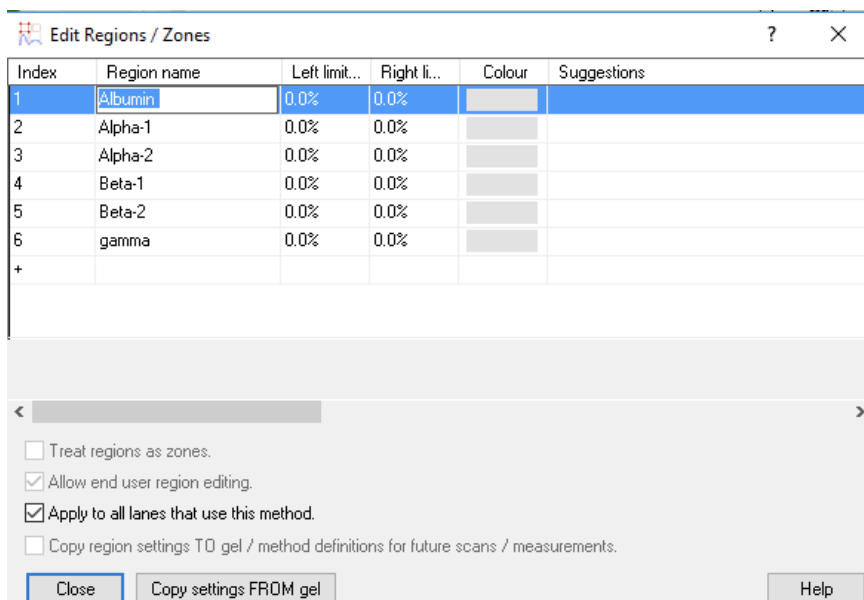 Edit Regions / Zones ? ×
Index Region name Left limit... Right li... Colour Suggestions
1 Albumin 0.0% 0.0%
2 Alpha-1 0.0% 0.0%
3 Alpha-2 0.0% 0.0%
4 Beta-1 0.0% 0.0%
5 Beta-2 0.0% 0.0%
6 gamma 0.0% 0.0%
+
Treat regions as zones.
Allow end user region editing.
Apply to all lanes that use this method.
Copy region settings TO gel / method definitions for future scans / measurements.
Close Copy settings FROM gel Help